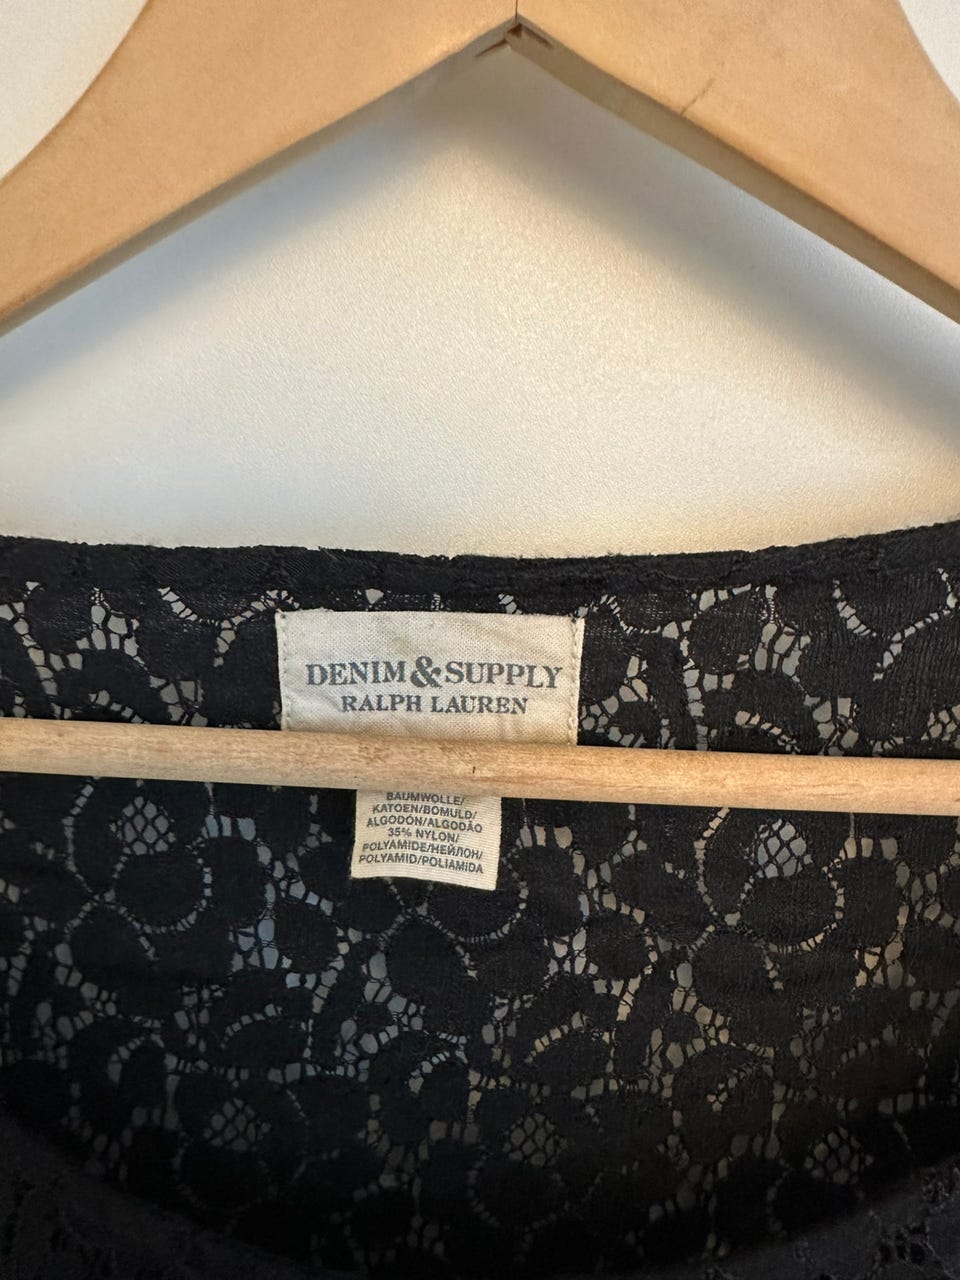 DENIM & SUPPLY
RALPH LAUREN
BAUMWOLLE/
KATOEN/BOMULD/
ALGODÓN/ALGODÃO
35% NYLON/
POLYAMIDE/НЕЙЛОН/
POLYAMID/POLIAMIDA